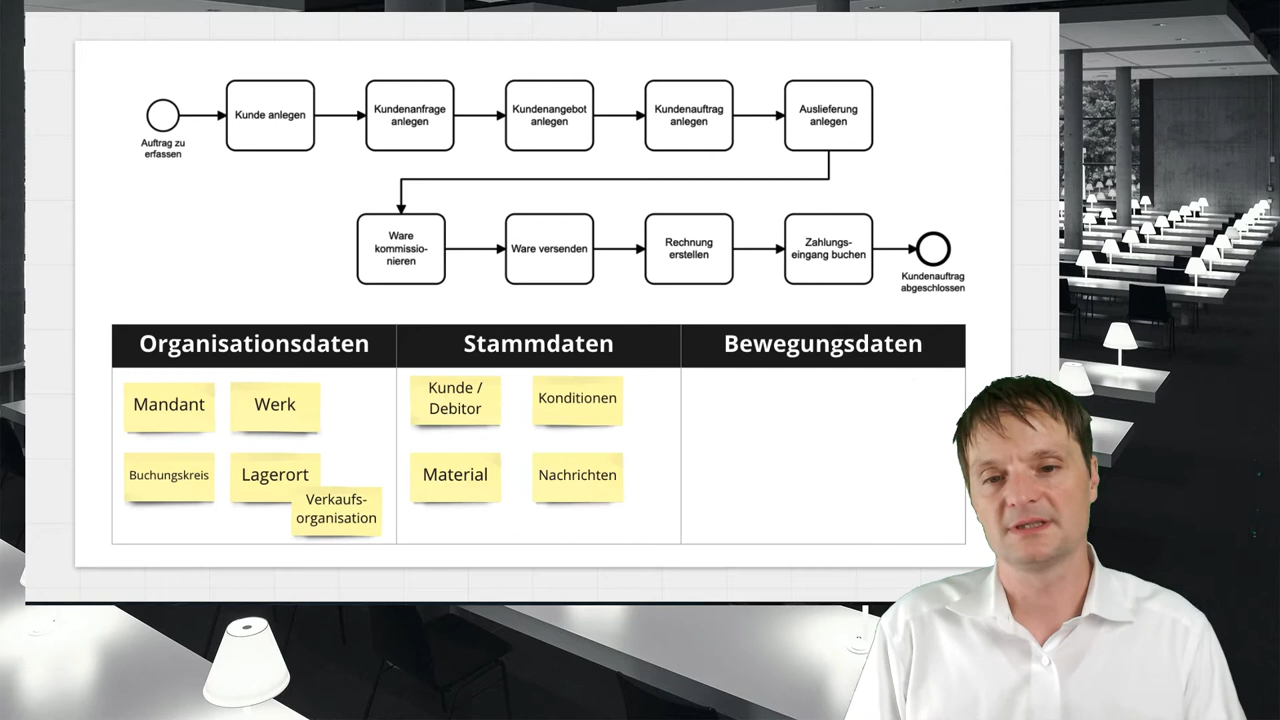 Kunde anlegen
Kundenanfrage
anlegen
Kundenangebot
anlegen
Kundenauftrag
anlegen
Auslieferung
anlegen
Auftrag zu
erfassen
Ware
kommissio-
nieren
Ware versenden
Rechnung
erstellen
Zahlungs-
eingang buchen
Kundenauftrag
abgeschlossen
Organisationsdaten
Stammdaten
Bewegungsdaten
Mandant
Werk
Buchungskreis
Lagerort
Verkaufs-
organisation
Kunde /
Debitor
Konditionen
Material
Nachrichten